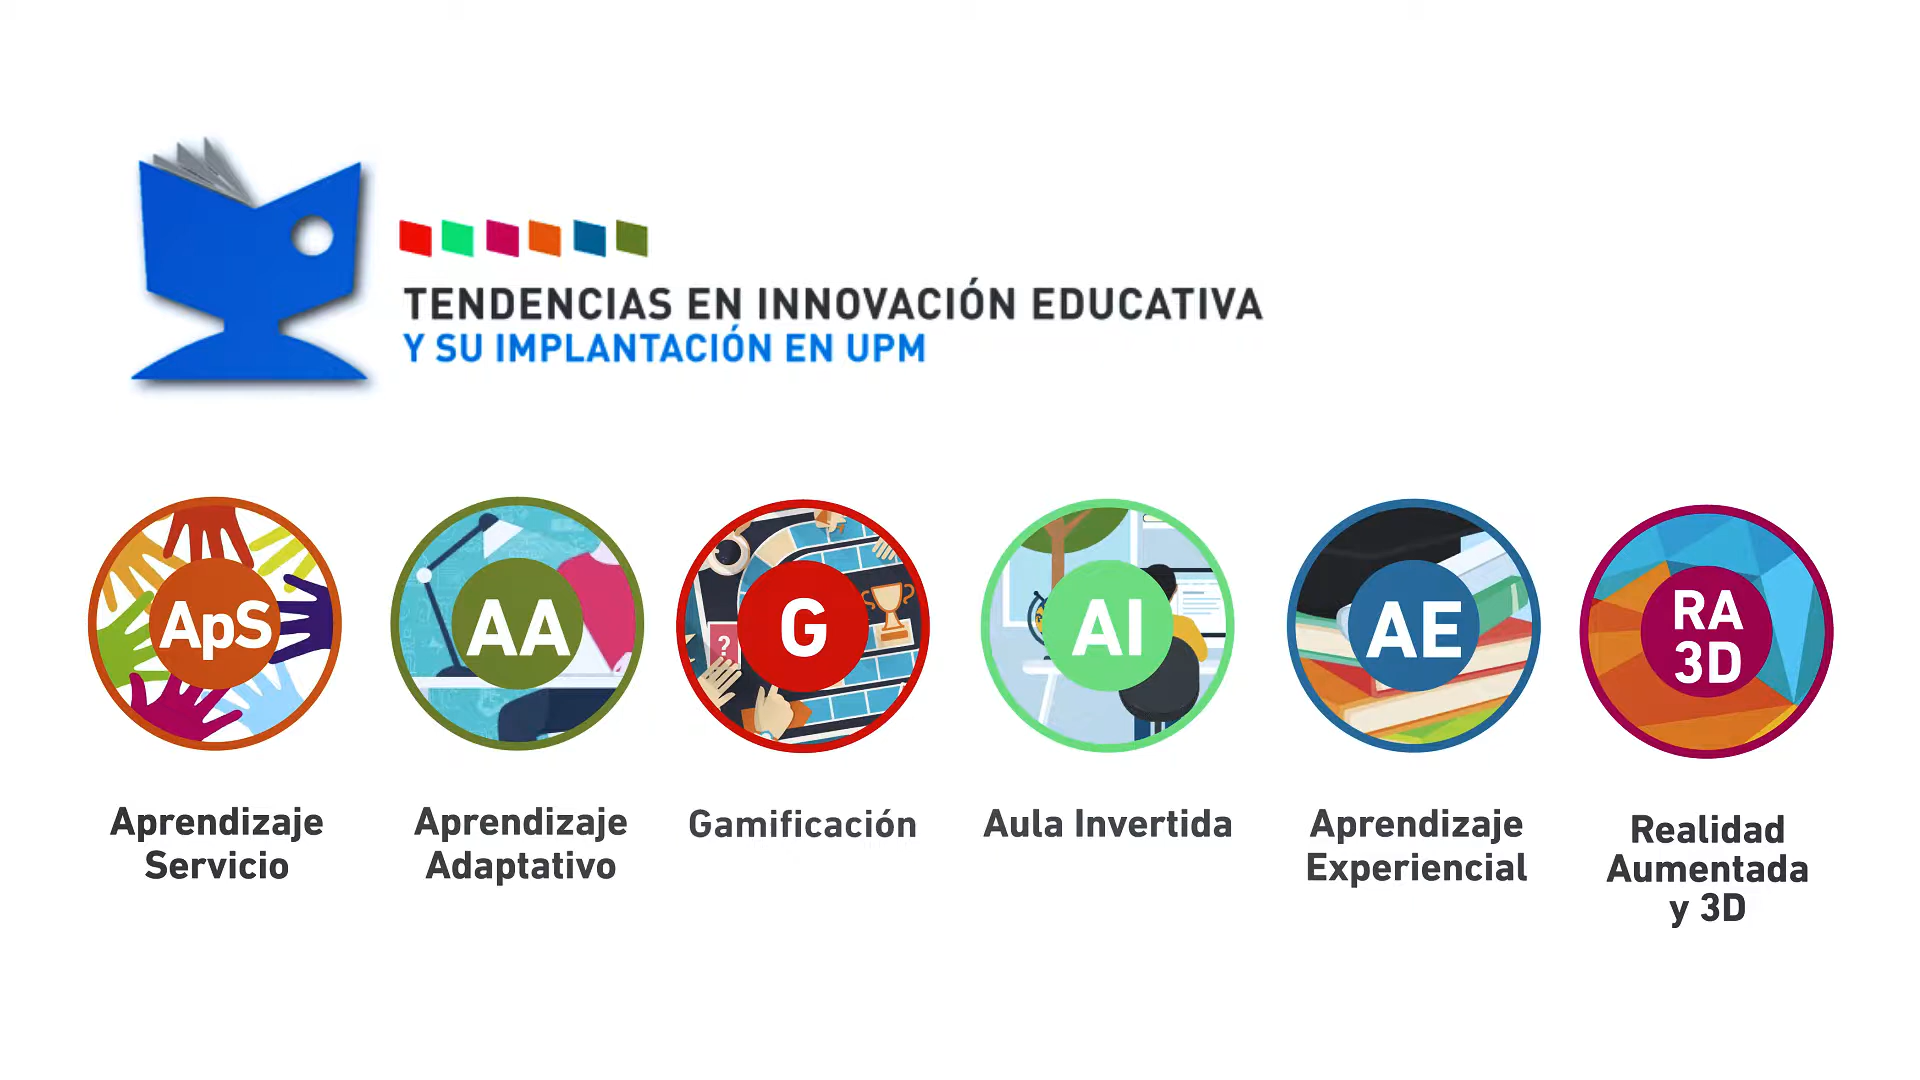 TENDENCIAS EN INNOVACIÓN EDUCATIVA
Y SU IMPLANTACIÓN EN UPM
ApS
AA
?
G
AI
AE
RA
3D
Aprendizaje
Servicio
Aprendizaje
Adaptativo
Gamificación
Aula Invertida
Aprendizaje
Experiencial
Realidad
Aumentada
y 3D